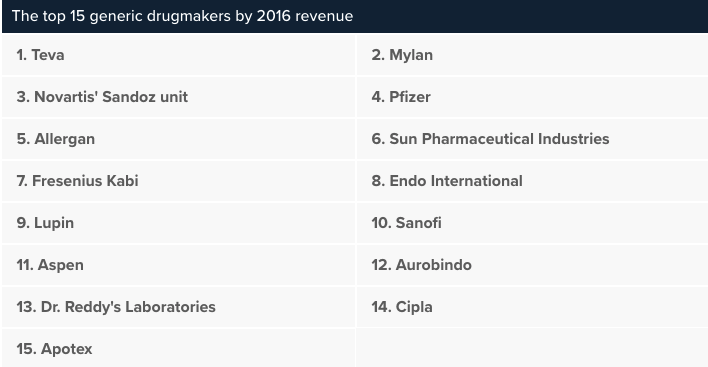 The top 15 generic drugmakers by 2016 revenue
1. Teva
2. Mylan
3. Novartis' Sandoz unit
4. Pfizer
5. Allergan
6. Sun Pharmaceutical Industries
7. Fresenius Kabi
8. Endo International
9. Lupin
10. Sanofi
11. Aspen
12. Aurobindo
13. Dr. Reddy's Laboratories
14. Cipla
15. Apotex